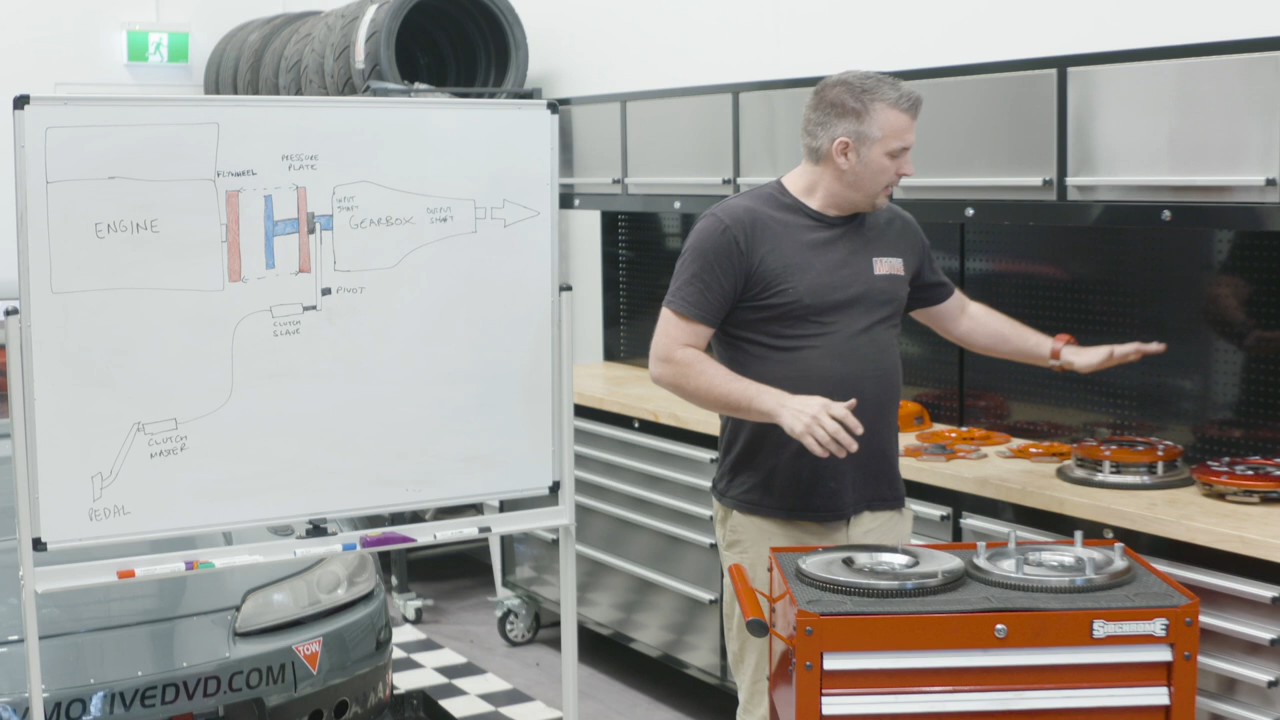 PRESSURE
PLATE
FLYWHEEL
ENGINE
INPUT
SHAFT
GEARBOX
OUTPUT
SHAFT
PIVOT
CLUTCH
SLAVE
CLUTCH
MASTER
PEDAL
MOTIVE
SIDCHROME
TOW
MOTIVEDVD.COM